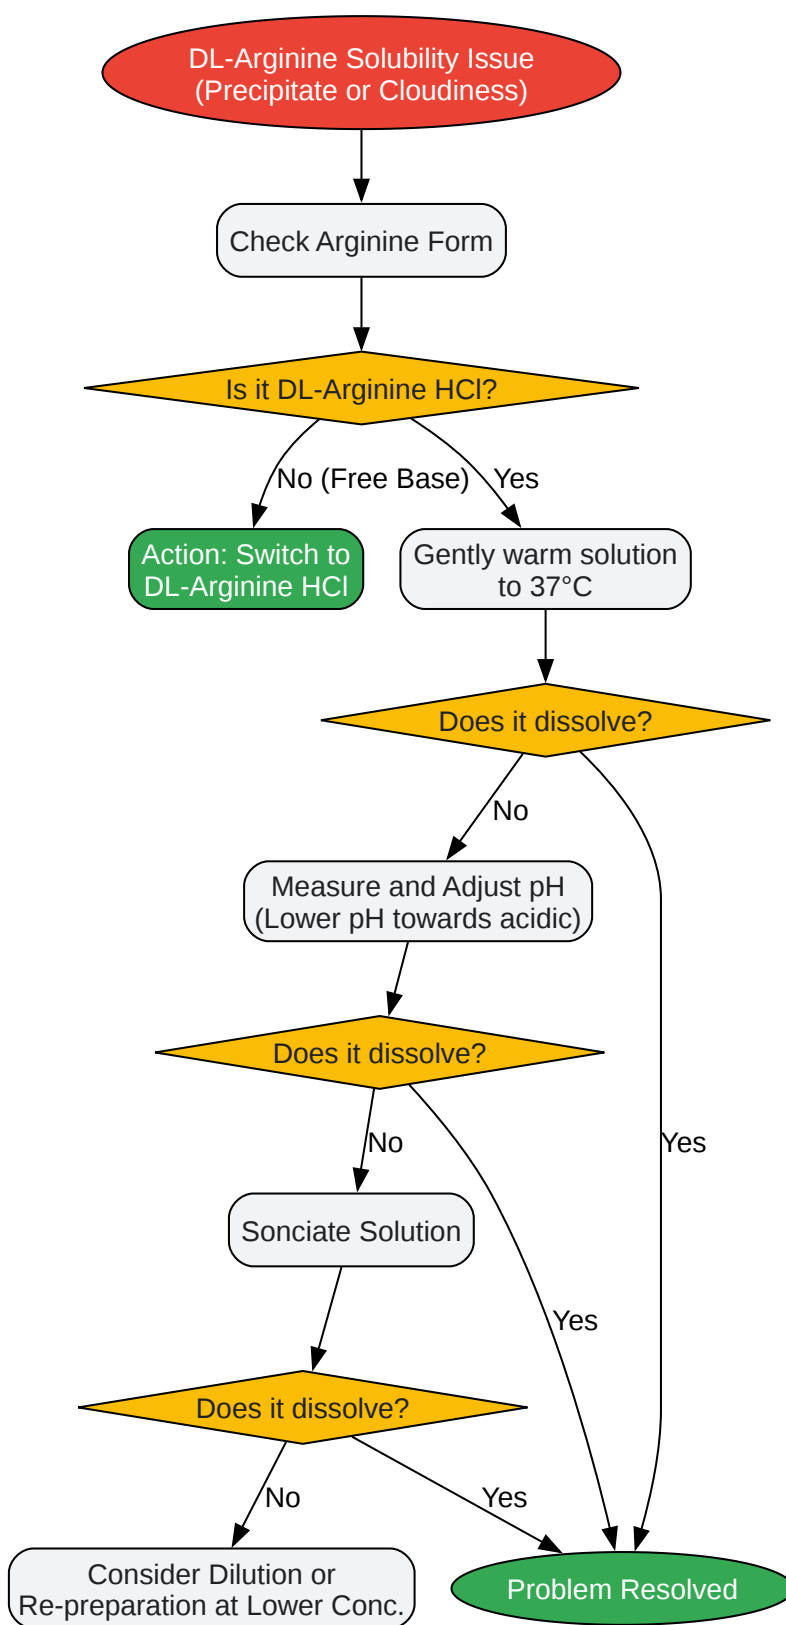 DL-Arginine Solubility Issue
(Precipitate or Cloudiness)
Check Arginine Form
Is it DL-Arginine HCl?
No (Free Base)
Yes
Action: Switch to
DL-Arginine HCl
Gently warm solution
to 37°C
Does it dissolve?
No
Measure and Adjust pH
(Lower pH towards acidic)
Does it dissolve?
No
Yes
Sonciate Solution
Yes
Does it dissolve?
No
Yes
Consider Dilution or
Re-preparation at Lower Conc.
Problem Resolved